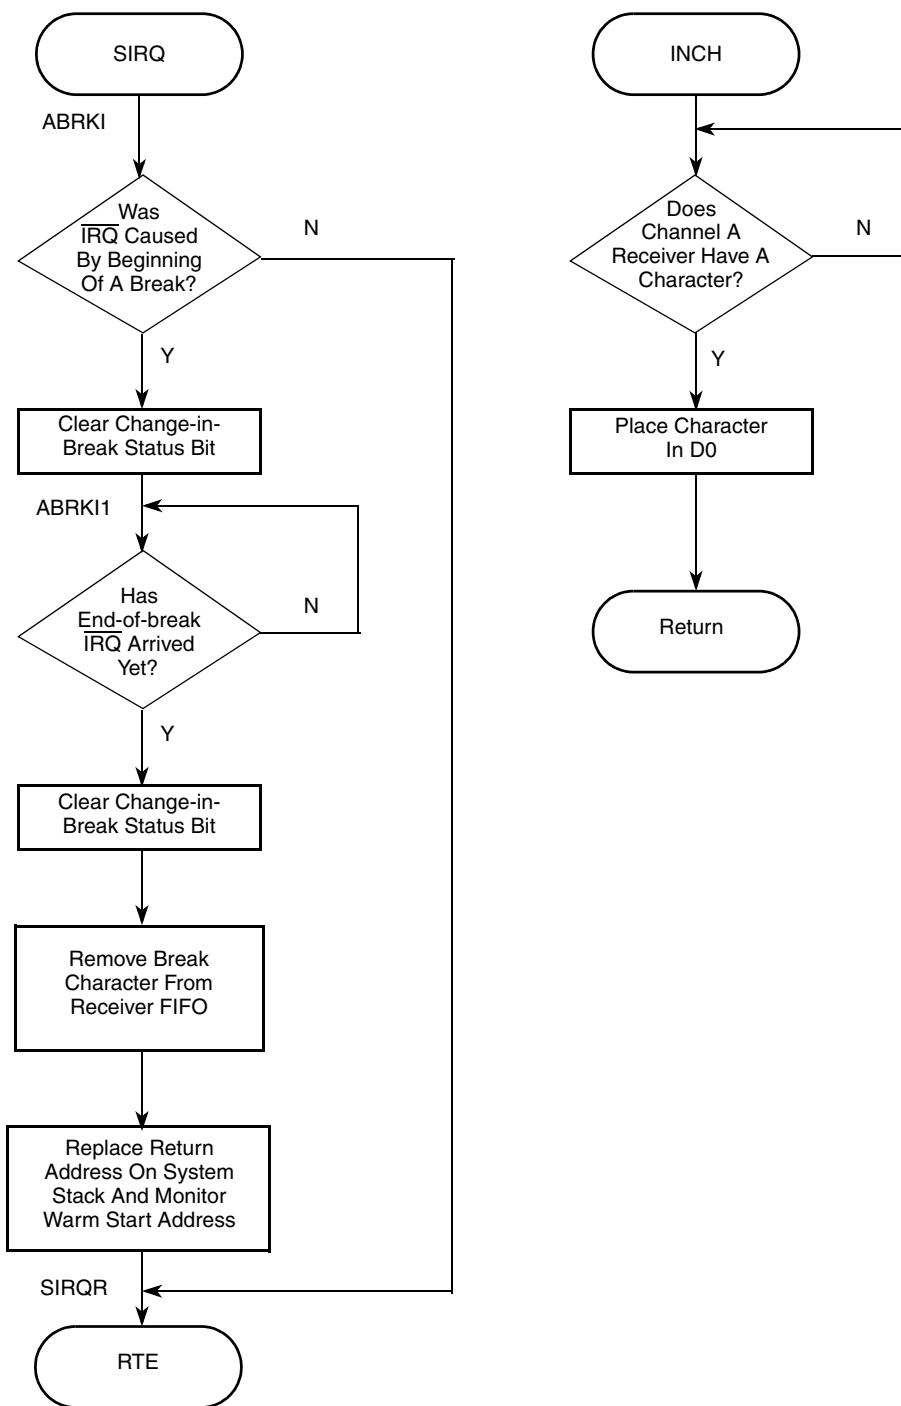 SIRQ
ABRKI
Was
IRQ Caused
By Beginning
Of A Break?
N
Y
Clear Change-in-
Break Status Bit
ABRKI1
Has
End-of-break
IRQ Arrived
Yet?
N
Y
Clear Change-in-
Break Status Bit
Remove Break
Character From
Receiver FIFO
Replace Return
Address On System
Stack And Monitor
Warm Start Address
SIRQR
RTE
INCH
Does
Channel A
Receiver Have A
Character?
N
Y
Place Character
In D0
Return